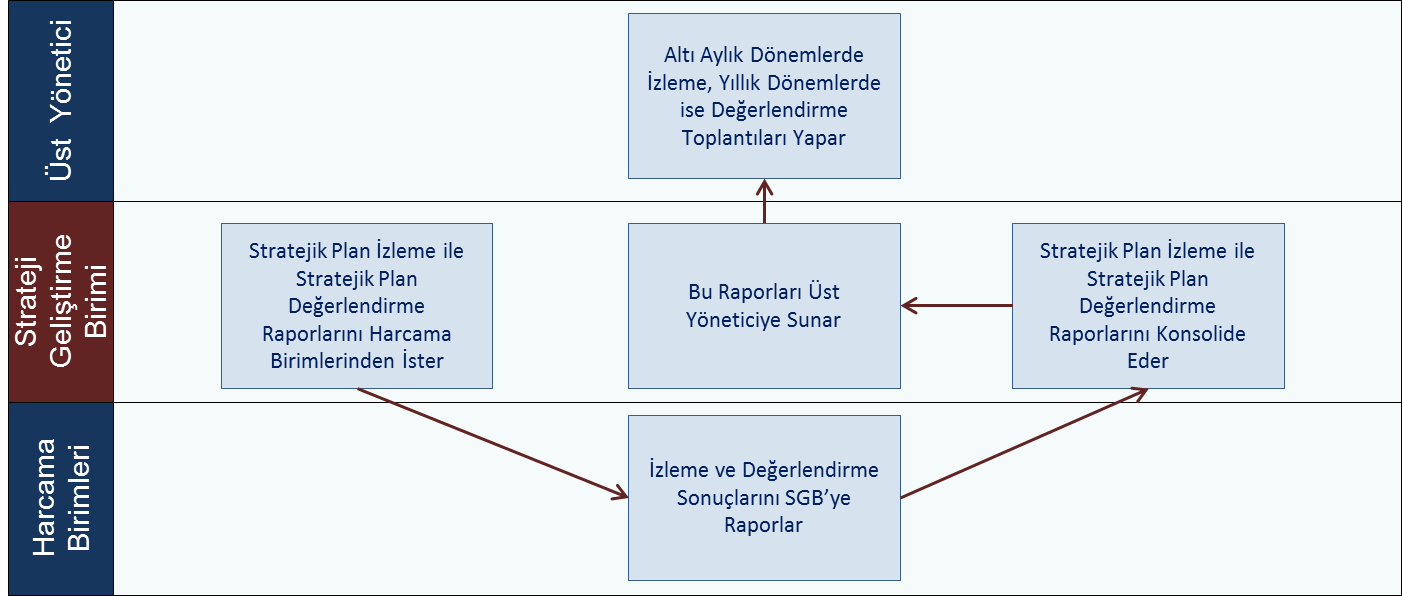 Üst Yönetici
Altı Aylık Dönemlerde
İzleme, Yıllık Dönemlerde
ise Değerlendirme
Toplantıları Yapar
Strateji
Geliştirme
Birimi
Stratejik Plan İzleme ile
Stratejik Plan
Değerlendirme
Raporlarını Harcama
Birimlerinden İster
Bu Raporları Üst
Yöneticiye Sunar
Stratejik Plan İzleme ile
Stratejik Plan
Değerlendirme
Raporlarını Konsolide
Eder
Harcama
Birimleri
İzleme ve Değerlendirme
Sonuçlarını SGB’ye
Raporlar